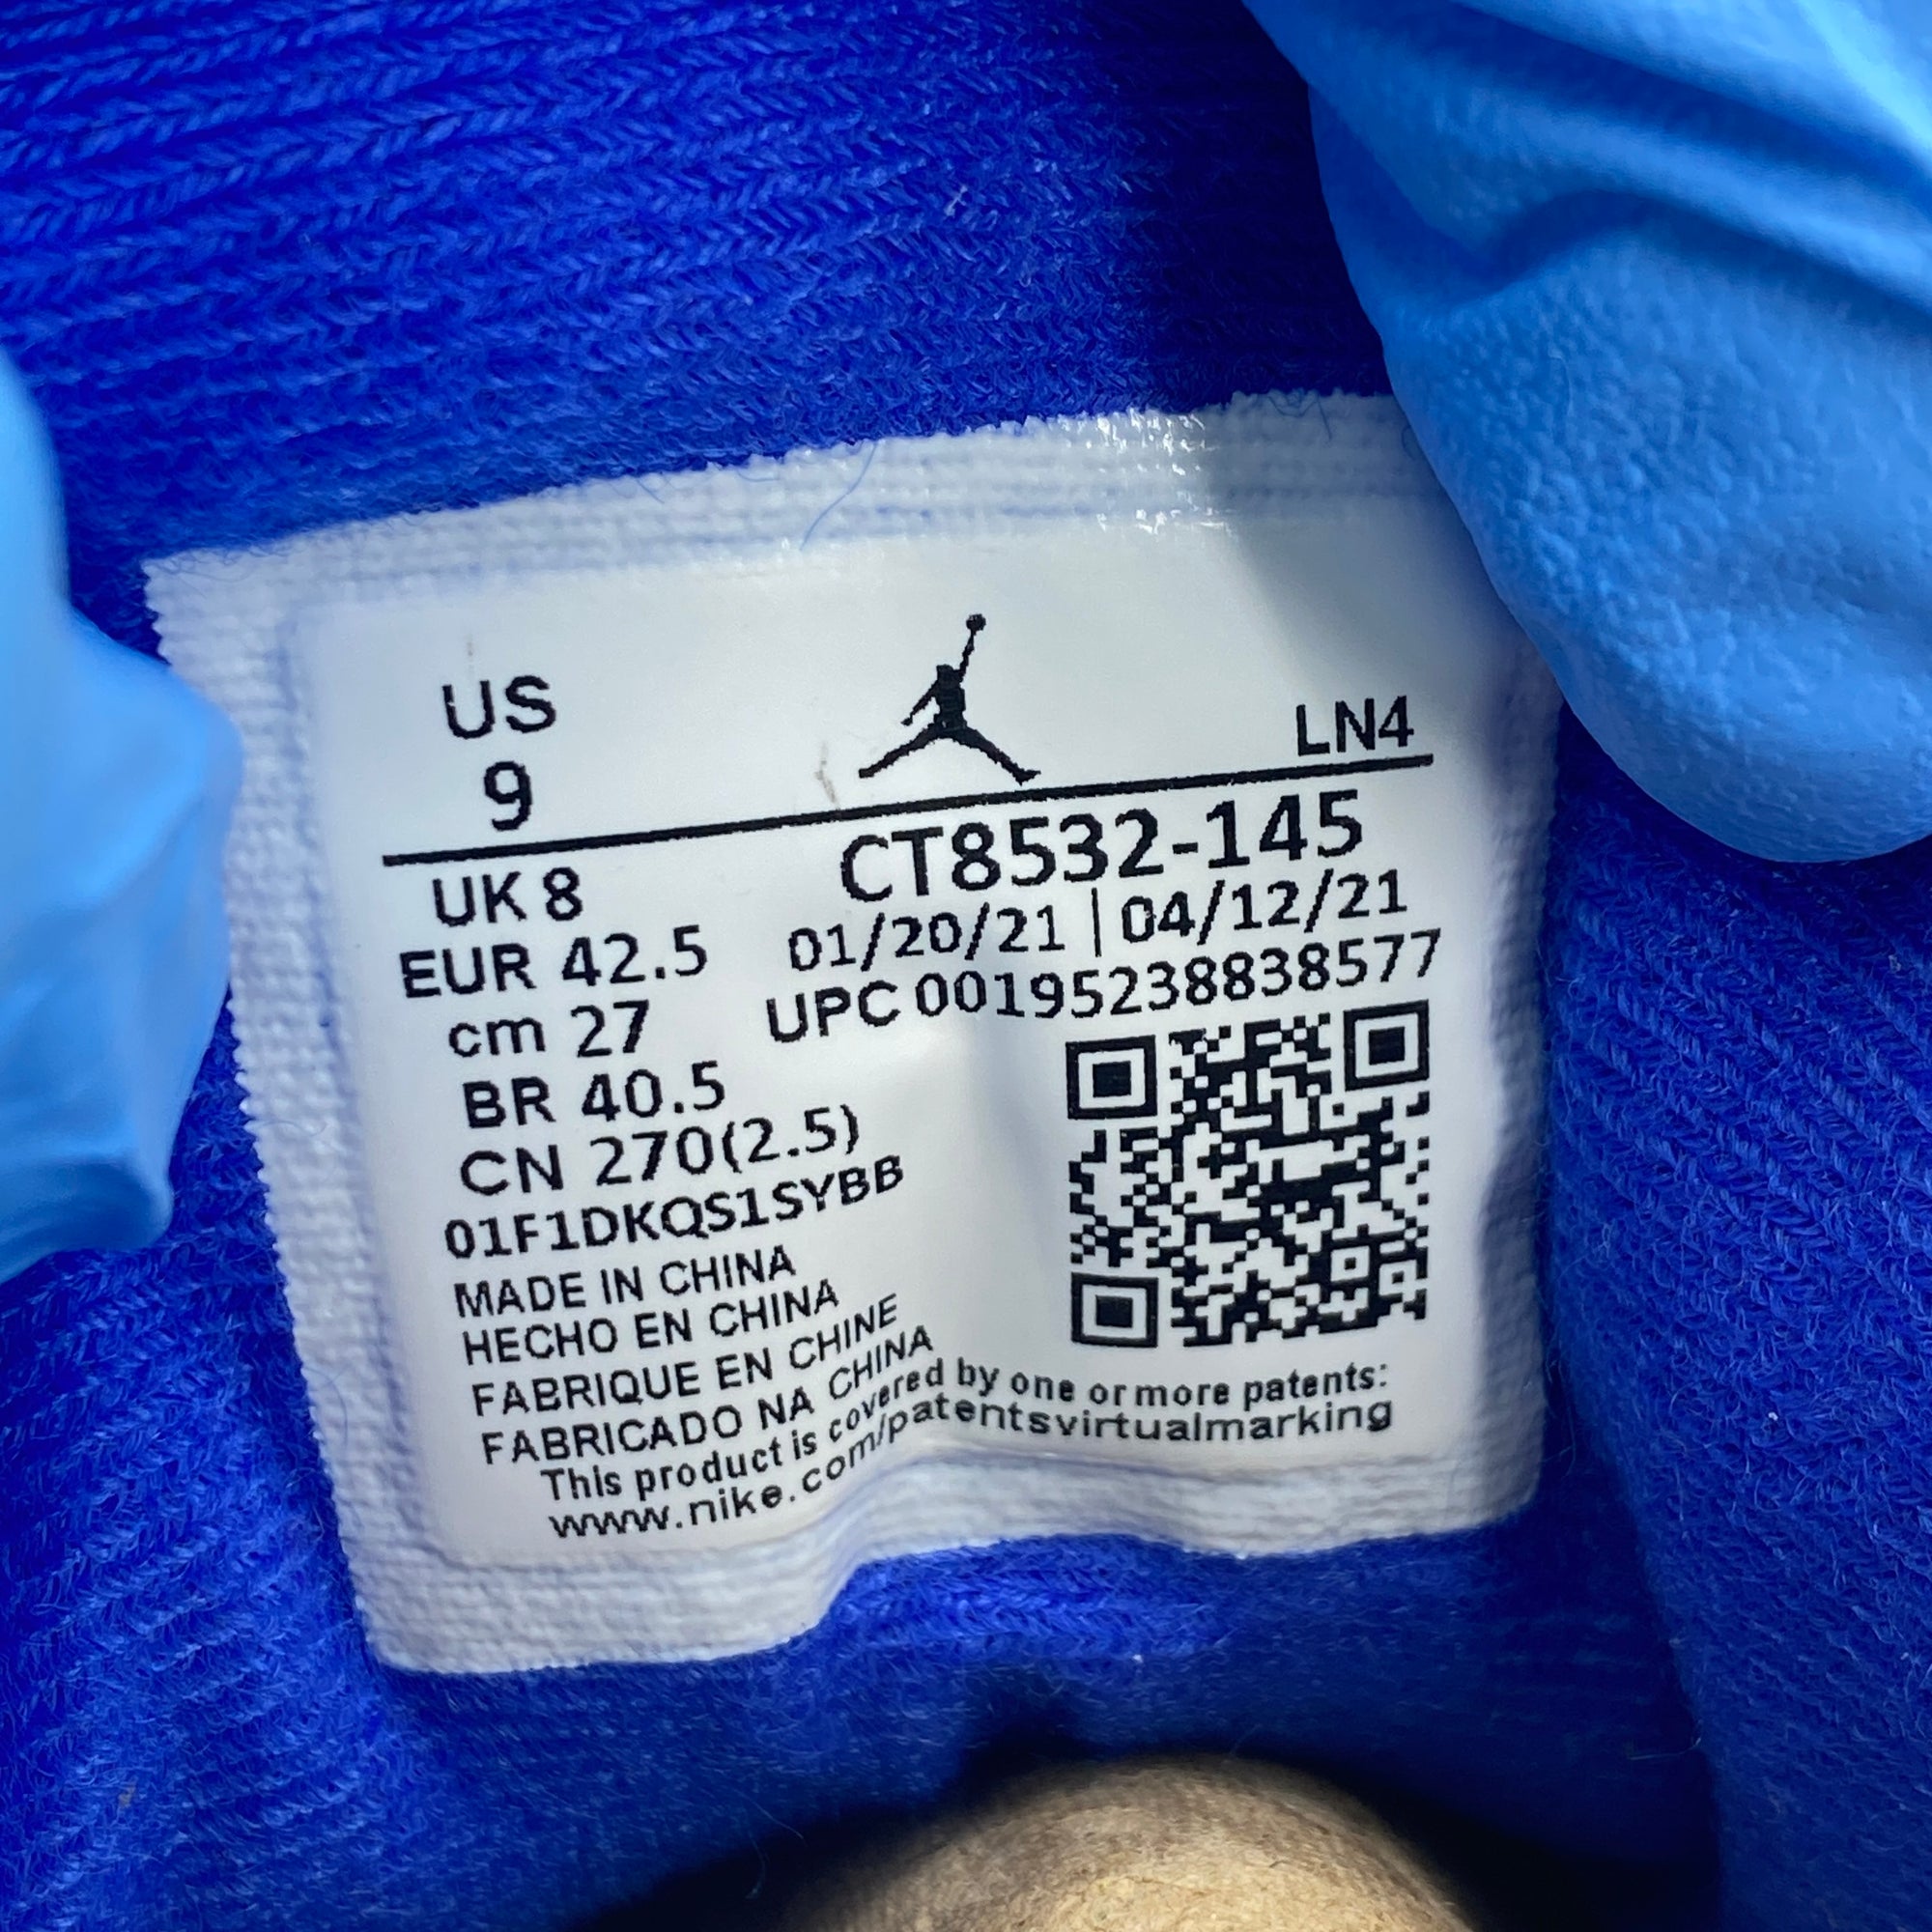 US
9
LN4
UK 8
EUR 42.5
cm 27
BR 40.5
CN 270(2.5)
01F1DKQS1SYBB
CT8532-145
01/20/21 | 04/12/21
UPC 00195238838577
MADE IN CHINA
HECHO EN CHINA
FABRIQUE EN CHINE
FABRICADO NA CHINA
This product is covered by one or more patents:
www.nike.com/patentsvirtualmarking